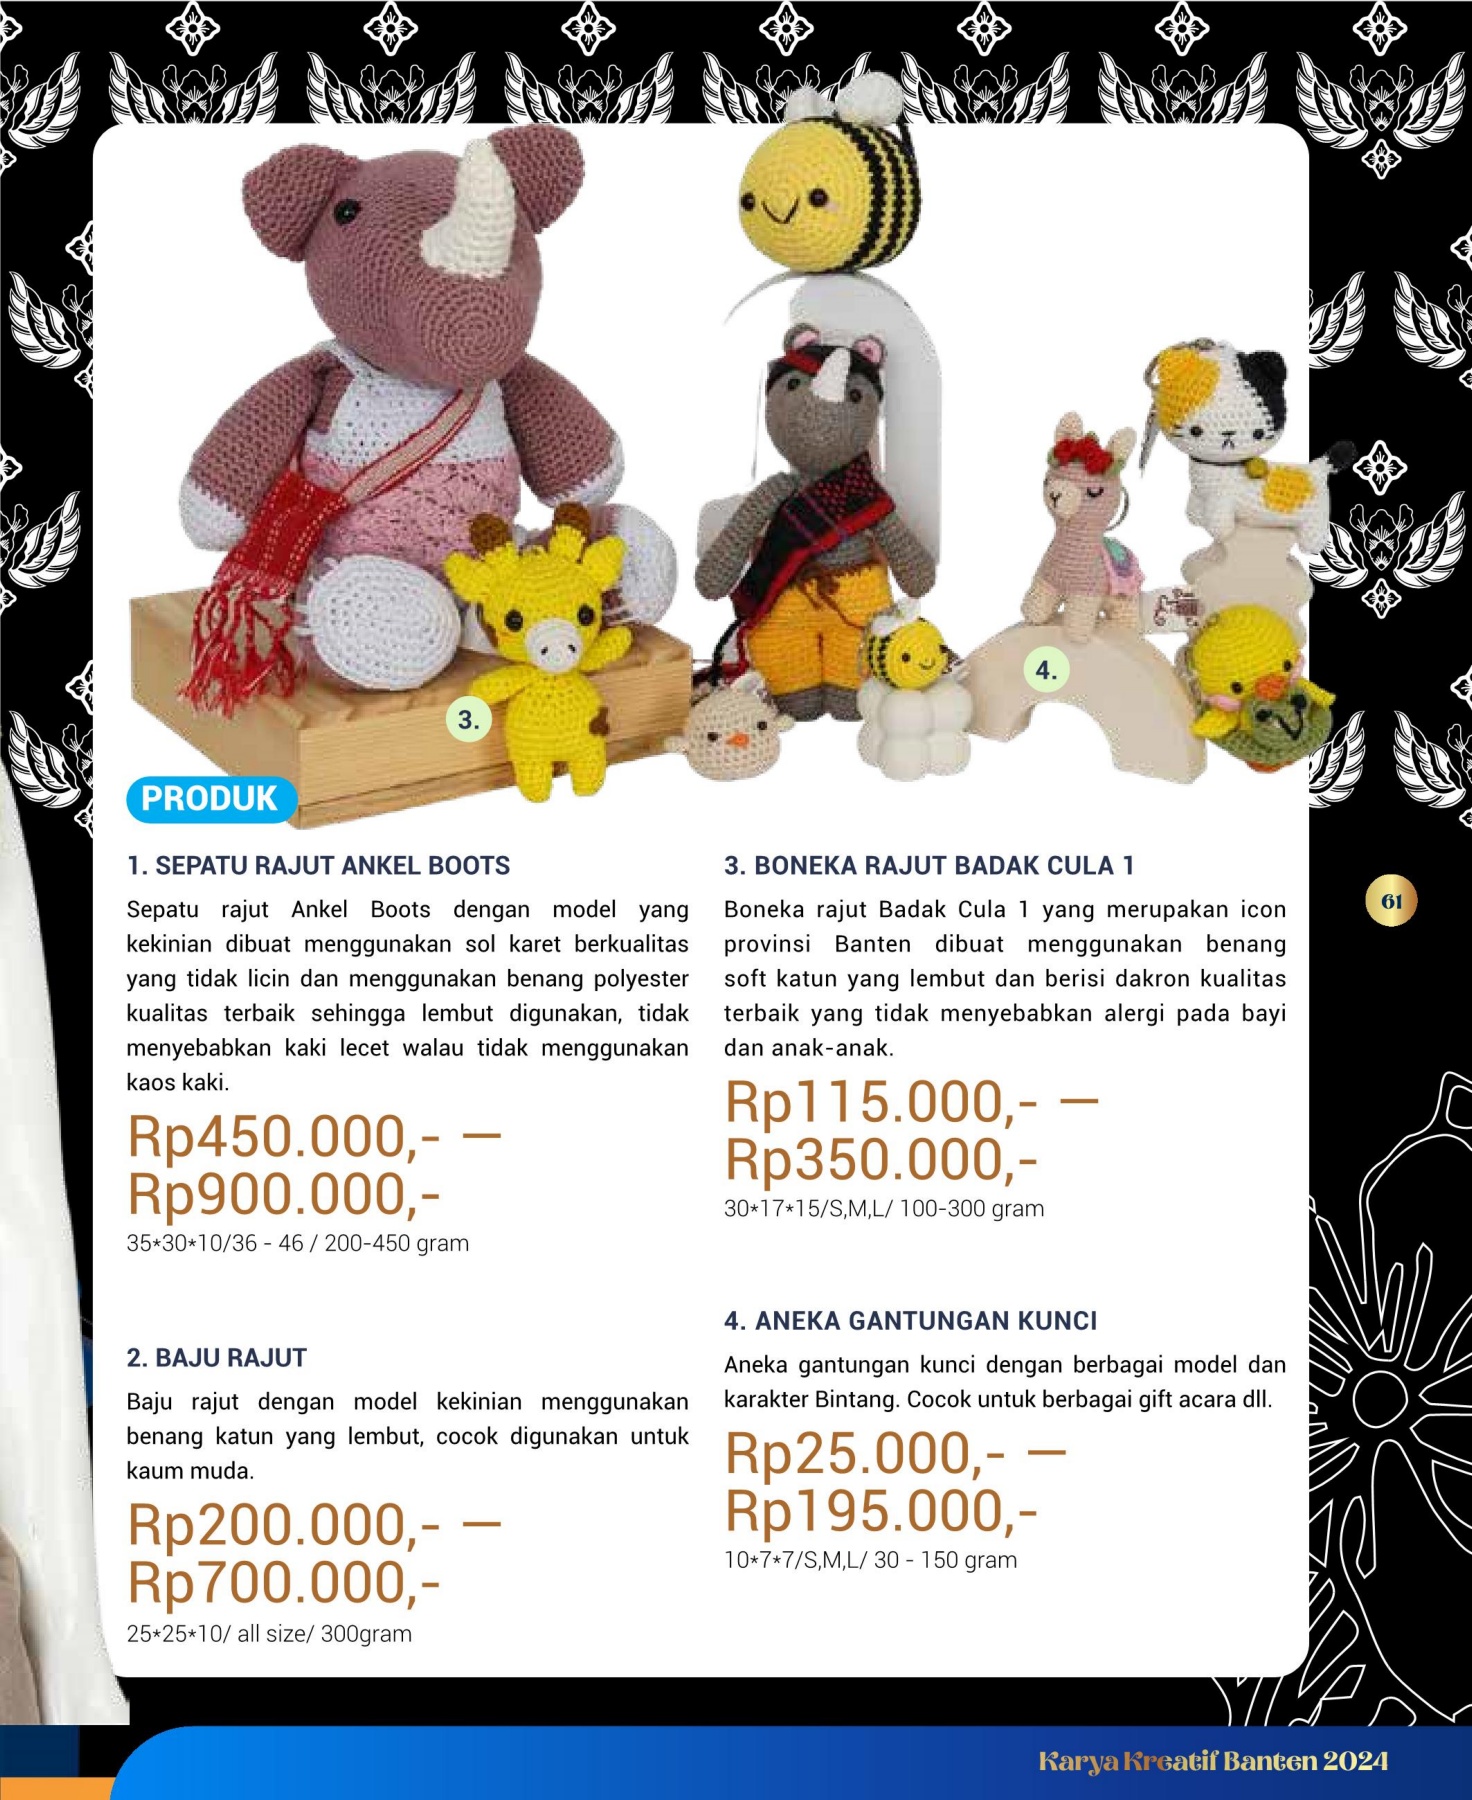 3.
4.
PRODUK
1. SEPATU RAJUT ANKEL BOOTS
Sepatu rajut Ankel Boots dengan model yang
kekinian dibuat menggunakan sol karet berkualitas
yang tidak licin dan menggunakan benang polyester
kualitas terbaik sehingga lembut digunakan, tidak
menyebabkan kaki lecet walau tidak menggunakan
kaos kaki.
Rp450.000,- —
Rp900.000,-
35*30*10/36 - 46 / 200-450 gram
2. BAJU RAJUT
Baju rajut dengan model kekinian menggunakan
benang katun yang lembut, cocok digunakan untuk
kaum muda.
Rp200.000,- —
Rp700.000,-
25*25*10/ all size/ 300gram
3. BONEKA RAJUT BADAK CULA 1
Boneka rajut Badak Cula 1 yang merupakan icon
provinsi Banten dibuat menggunakan benang
soft katun yang lembut dan berisi dakron kualitas
terbaik yang tidak menyebabkan alergi pada bayi
dan anak-anak.
Rp115.000,- —
Rp350.000,-
30*17*15/S,M,L/ 100-300 gram
4. ANEKA GANTUNGAN KUNCI
Aneka gantungan kunci dengan berbagai model dan
karakter Bintang. Cocok untuk berbagai gift acara dll.
Rp25.000,- —
Rp195.000,-
10*7*7/S,M,L/ 30 - 150 gram
61
Karya Kreatif Banten 2024